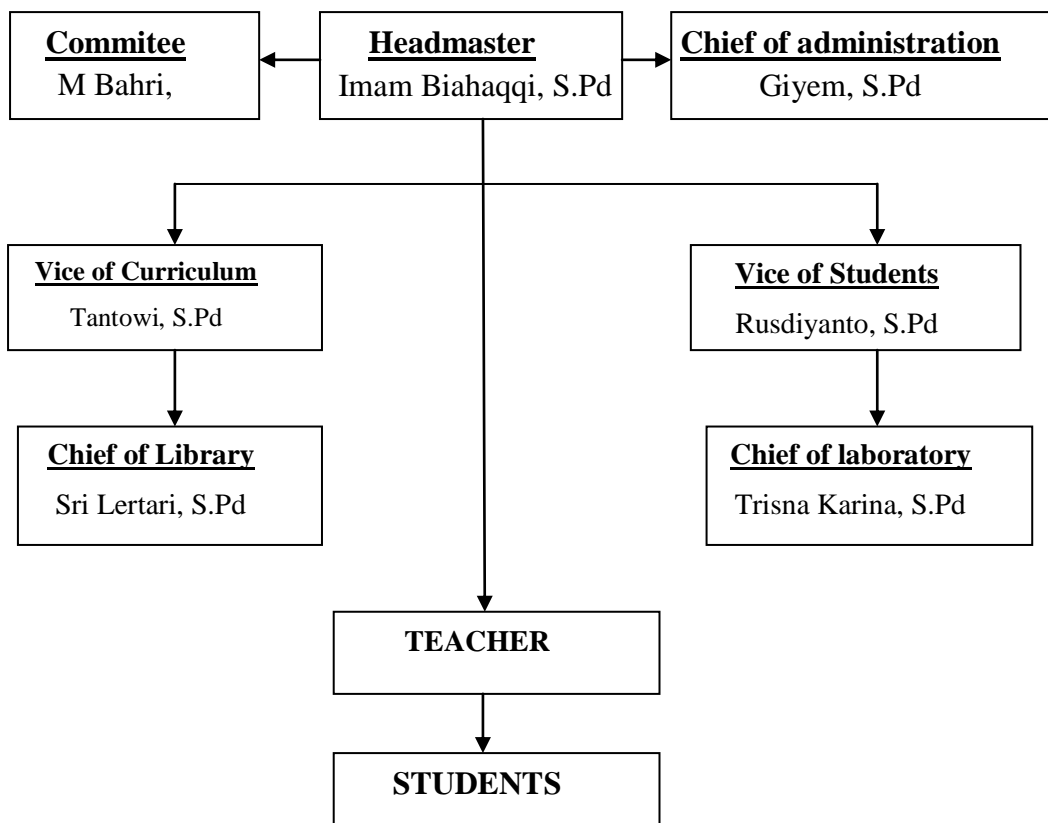 Commitee
M Bahri,
Headmaster
Imam Biahaqqi, S.Pd
Chief of administration
Giyem, S.Pd
Vice of Curriculum
Tantowi, S.Pd
Vice of Students
Rusdiyanto, S.Pd
Chief of Library
Sri Lertari, S.Pd
Chief of laboratory
Trisna Karina, S.Pd
TEACHER
STUDENTS